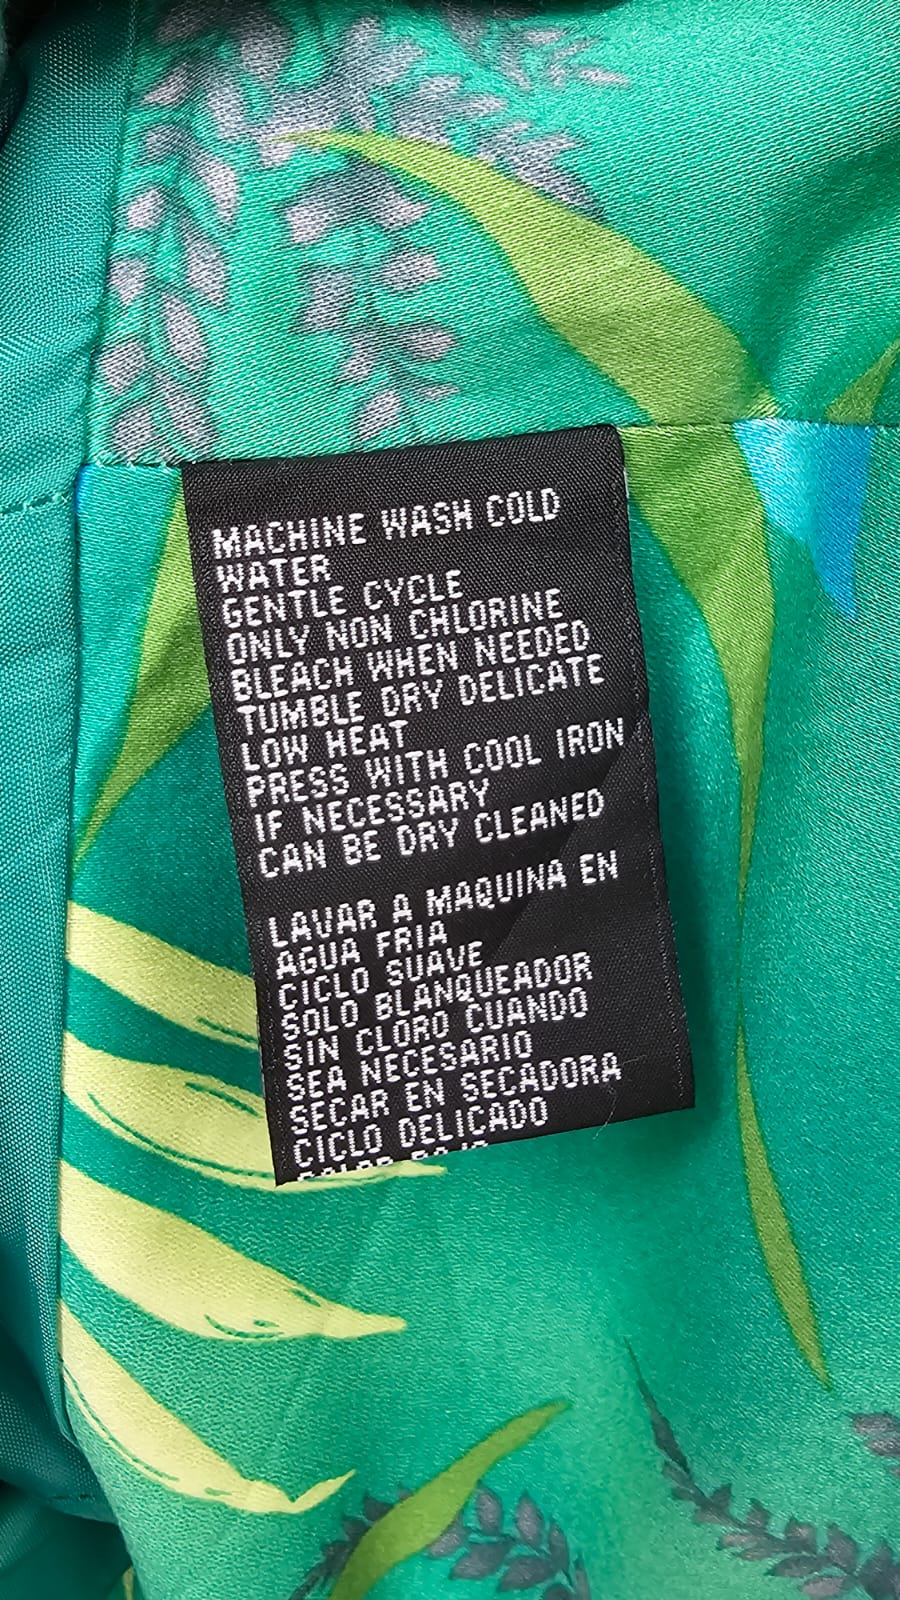 MACHINE WASH COLD
WATER
GENTLE CYCLE
ONLY NON CHLORINE
BLEACH WHEN NEEDED
TUMBLE DRY DELICATE
LOW HEAT
PRESS WITH COOL IRON
IF NECESSARY
CAN BE DRY CLEANED
LAVAR A MAQUINA EN
AGUA FRIA
CICLO SUAVE
SOLO BLANQUEADOR
SIN CLORO CUANDO
SEA NECESARIO
SECAR EN SECADORA
CICLO DELICADO